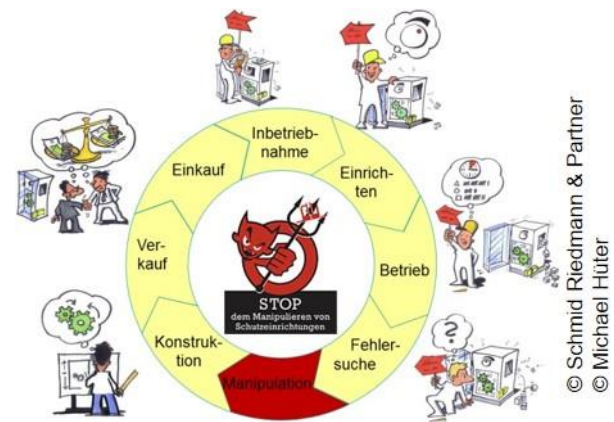 Inbetrieb-
nahme
Einrich-
ten
Betrieb
Fehler-
suche
Manipulation
Konstruk-
tion
Ver-
kauf
Einkauf
STOP
dem Manipulieren von
Schutzeinrichtungen
?
© Schmid Riedmann & Partner
© Michael Hüter